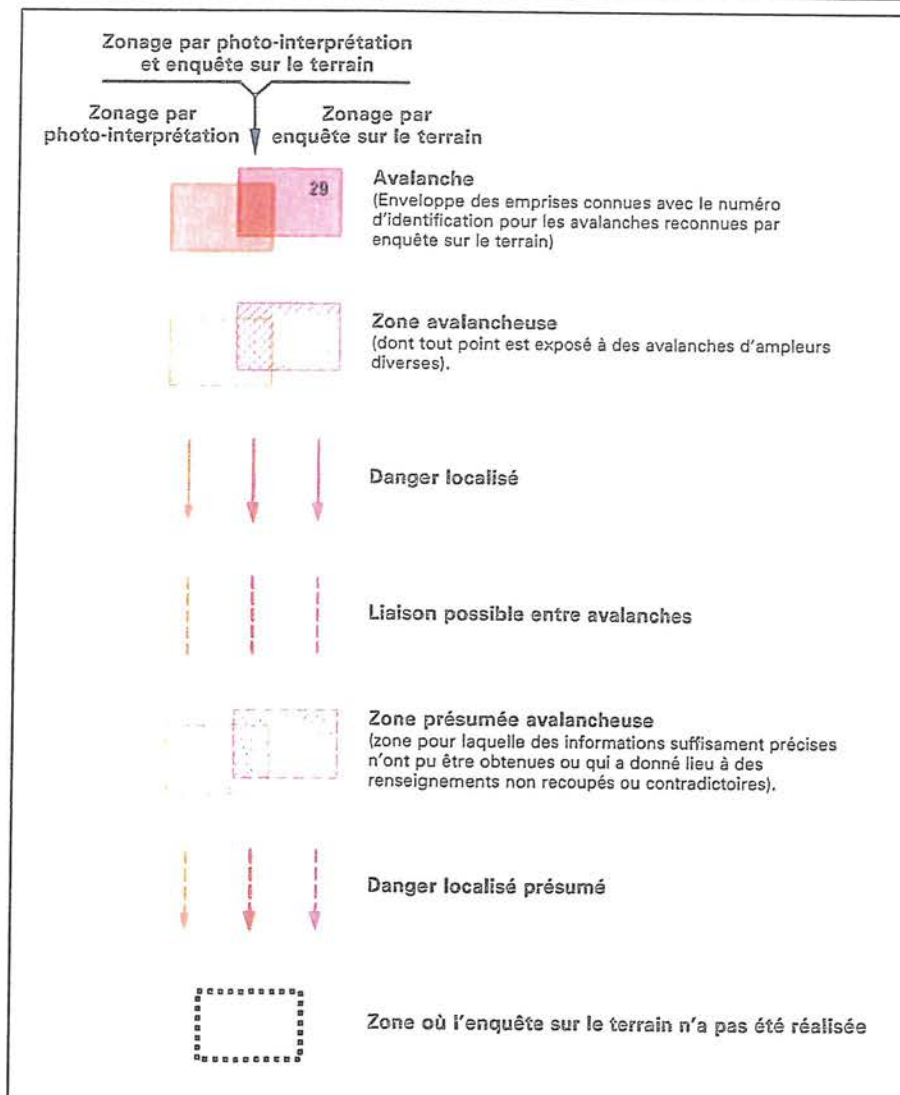 Zonage par photo-interprétation
et enquête sur le terrain
Zonage par
photo-interprétation
Zonage par
enquête sur le terrain
29
Avalanche
(Enveloppe des emprises connues avec le numéro
d'identification pour les avalanches reconnues par
enquête sur le terrain)
Zone avalancheuse
(dont tout point est exposé à des avalanches d'ampleurs
diverses).
Danger localisé
Liaison possible entre avalanches
Zone présumée avalancheuse
(zone pour laquelle des informations suffisament précises
n'ont pu être obtenues ou qui a donné lieu à des
renseignements non recoupés ou contradictoires).
Danger localisé présumé
Zone où l'enquête sur le terrain n'a pas été réalisée